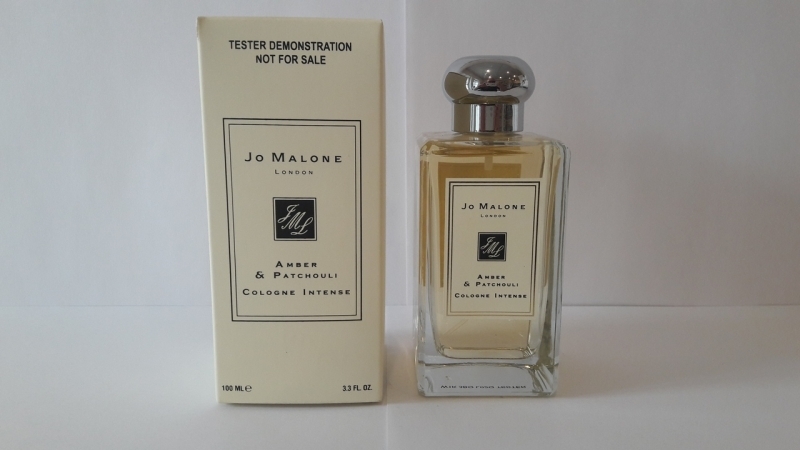 TESTER DEMONSTRATION
NOT FOR SALE
JO MALONE
LONDON
JML
AMBER
& PATCHOULI
COLOGNE INTENSE
100 ML ℮
3.3 FL. OZ.
JO MALONE
LONDON
JML
AMBER
& PATCHOULI
COLOGNE INTENSE